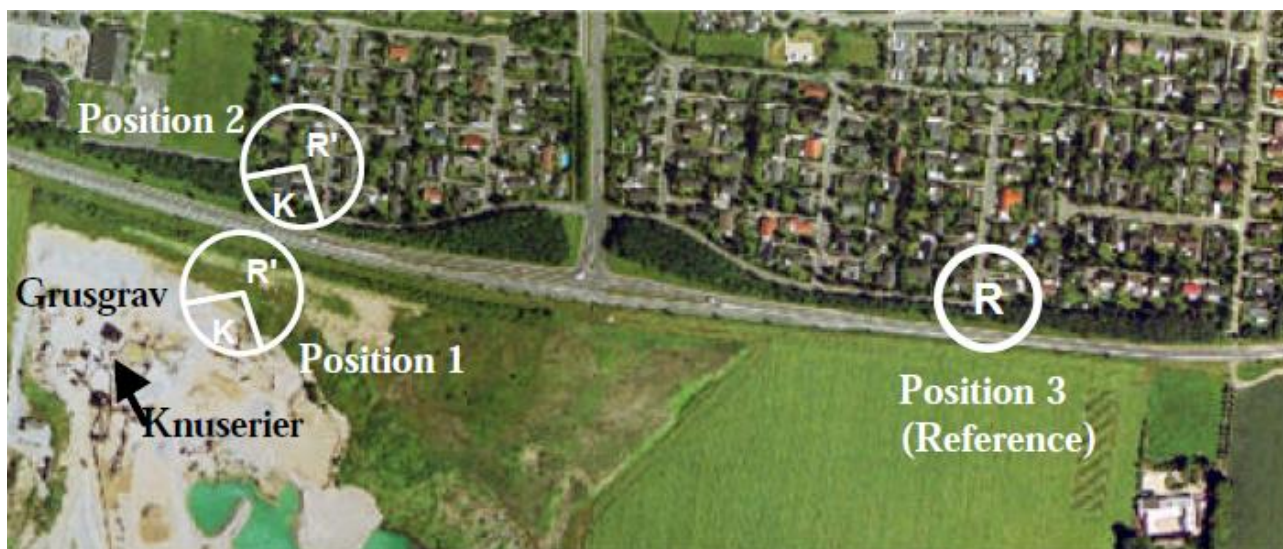 Position 2
R'
K
R'
K
Grusgrav
Position 1
Knuserier
R
Position 3
(Reference)